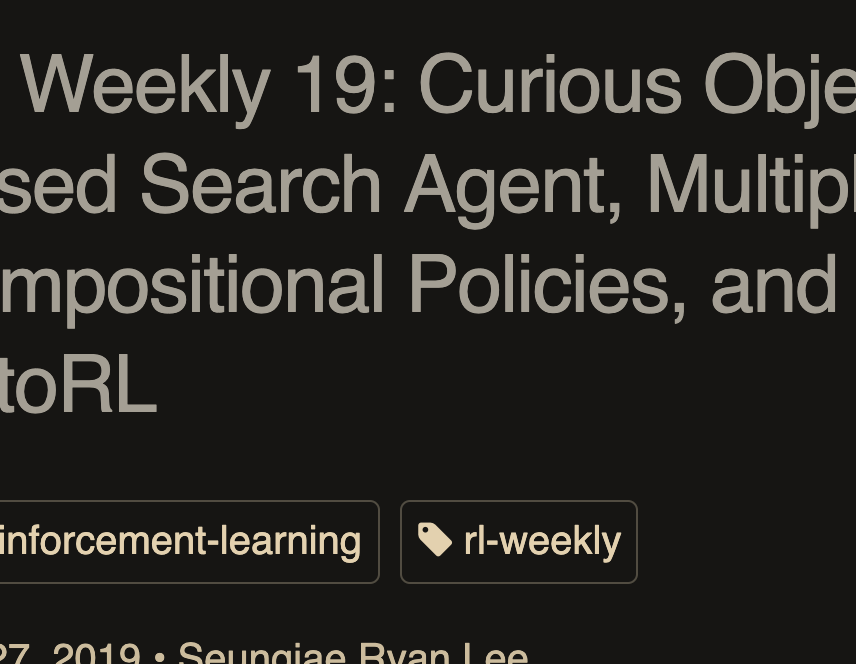 Weekly 19: Curious Obje
sed Search Agent, Multipl
mpositional Policies, and
toRL
inforcement-learning
rl-weekly
27, 2019 • Seungjae Ryan Lee